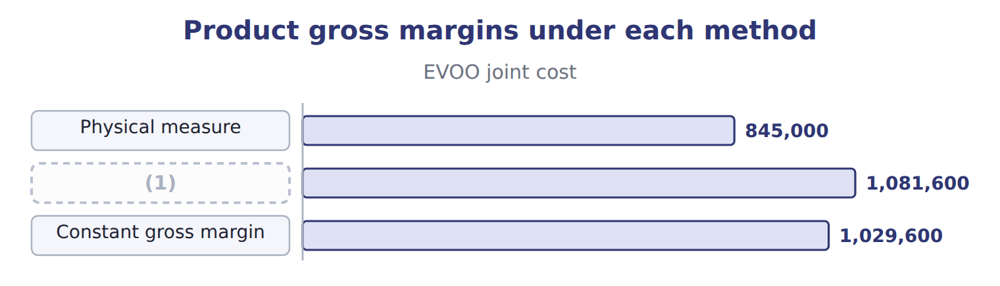 Product gross margins under each method
EVOO joint cost
Physical measure
845,000
(1)
1,081,600
Constant gross margin
1,029,600